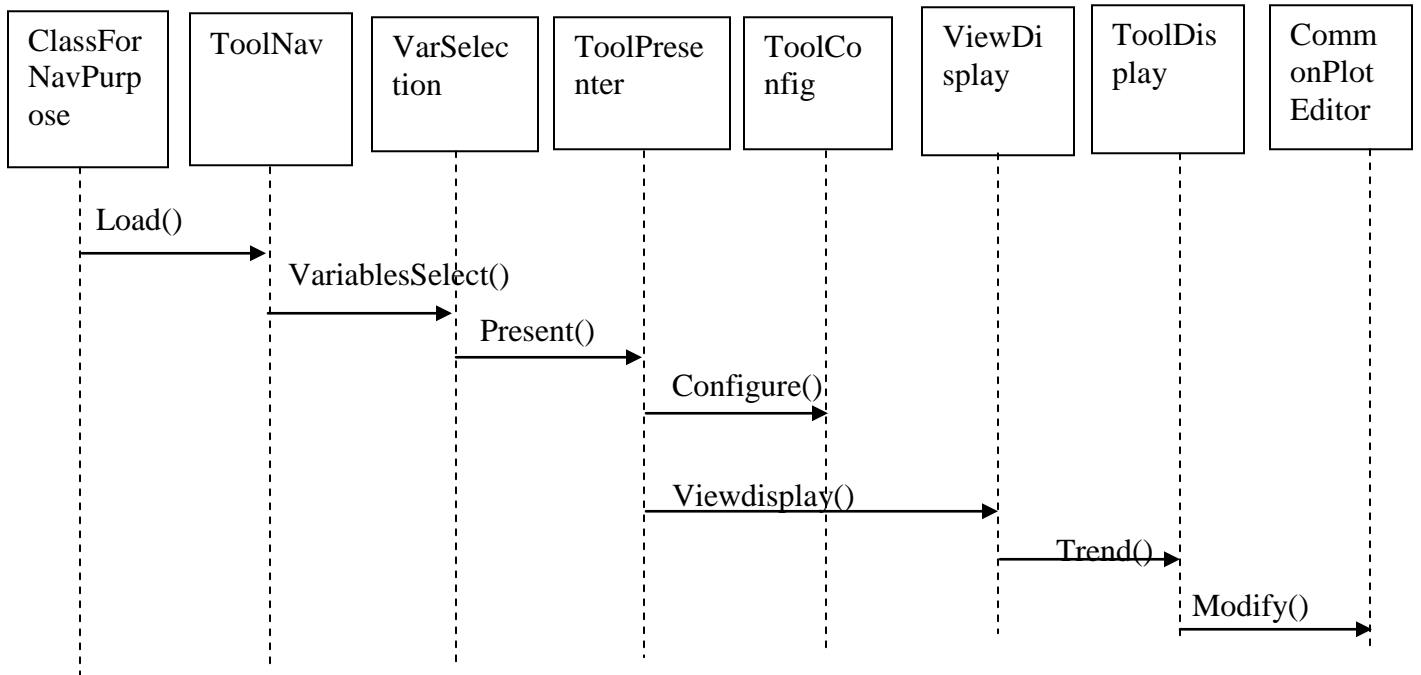 ClassFor
NavPurp
ose
ToolNav
VarSelec
tion
ToolPrese
nter
ToolCo
nfig
ViewDi
splay
ToolDis
play
Comm
onPlot
Editor
Load()
VariablesSelect()
Present()
Configure()
Viewdisplay()
Trend()
Modify()